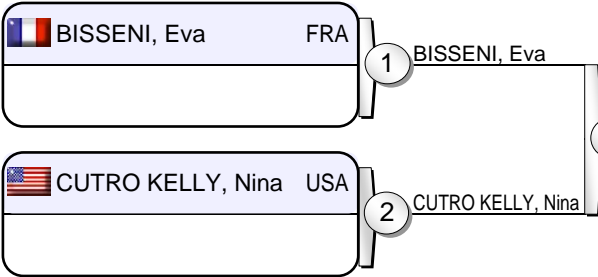 BISSENI, Eva FRA
1 BISSENI, Eva
CUTRO KELLY, Nina USA
2 CUTRO KELLY, Nina